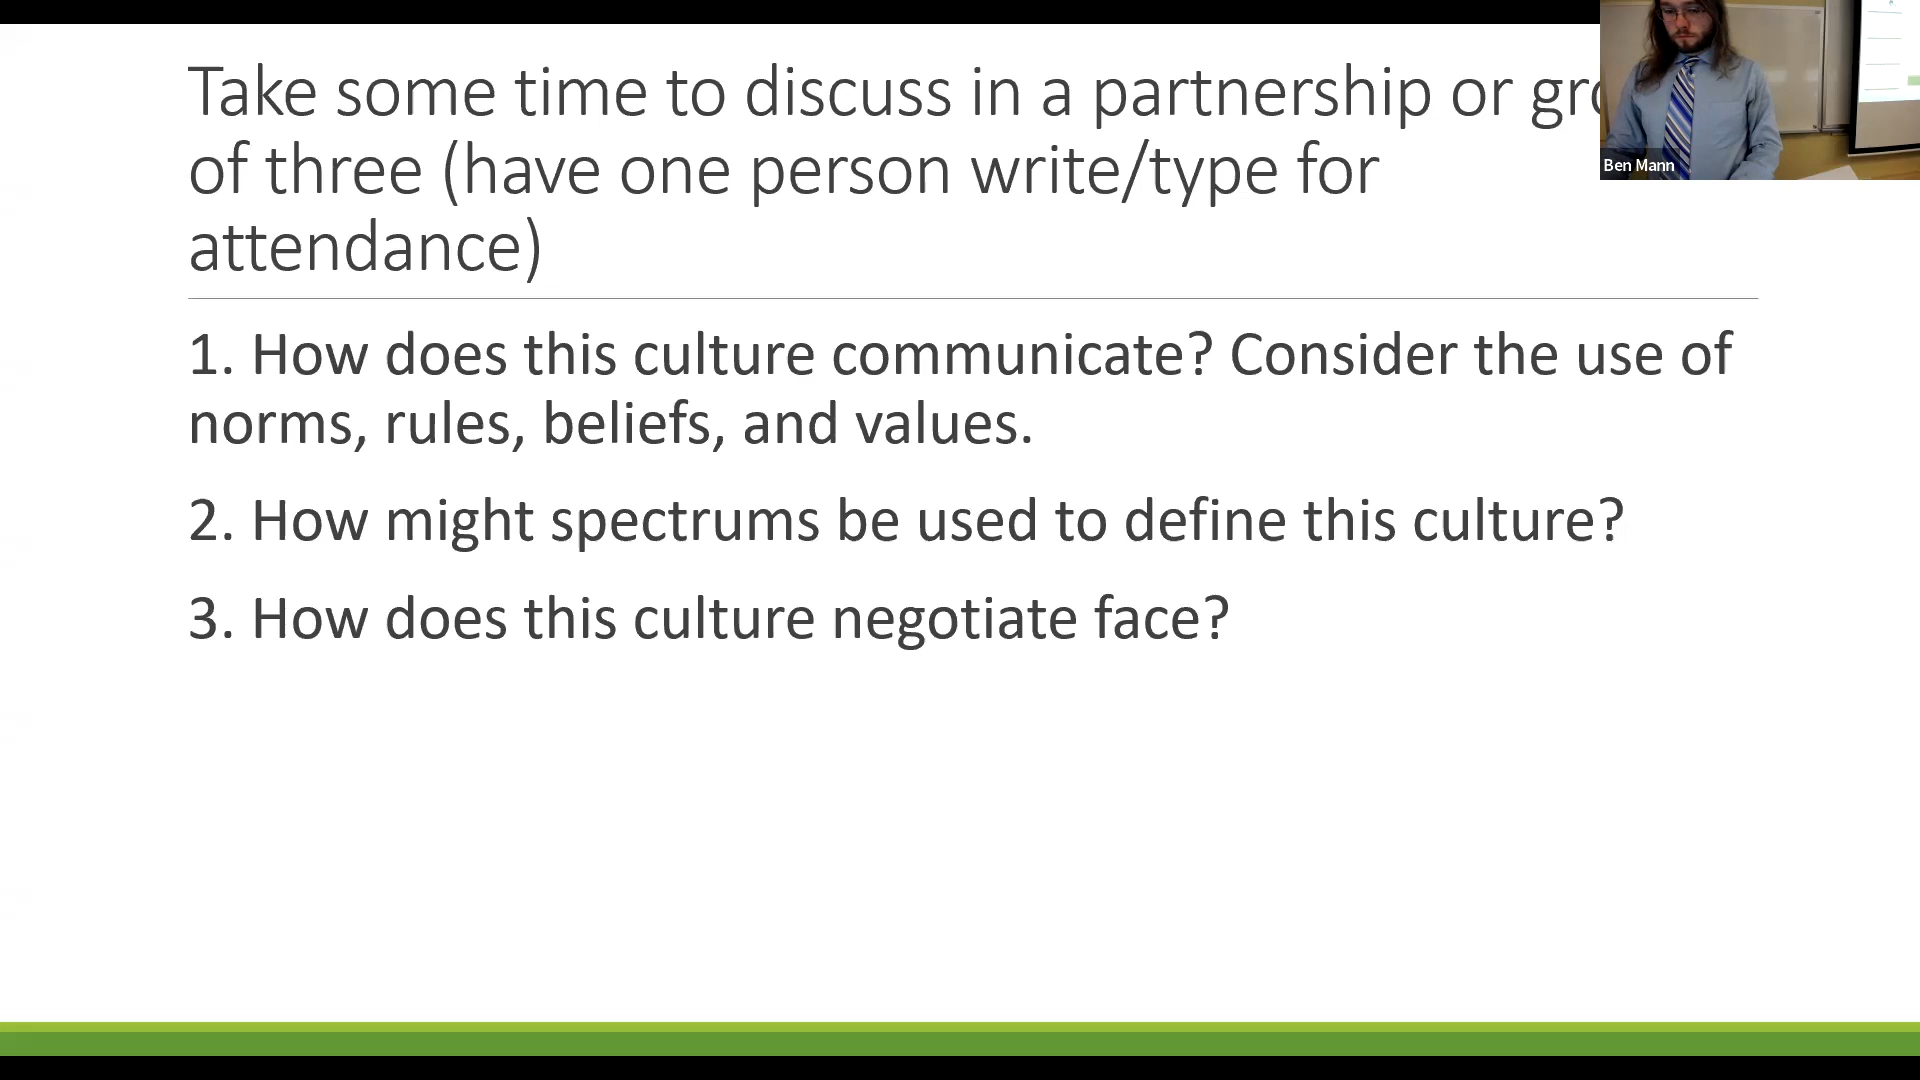 Take some time to discuss in a partnership or
of three (have one person write/type for
attendance)
1. How does this culture communicate? Consider the use of
norms, rules, beliefs, and values.
2. How might spectrums be used to define this culture?
3. How does this culture negotiate face?
Ben Mann